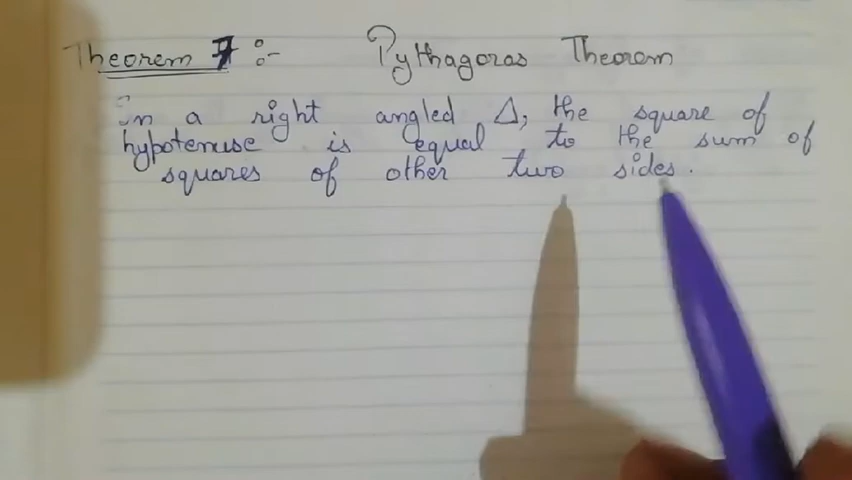 Theorem 7 :- Pythagoras Theorem
In a right angled Δ, the square of
hypotenuse is equal to the sum of
squares of other two sides.